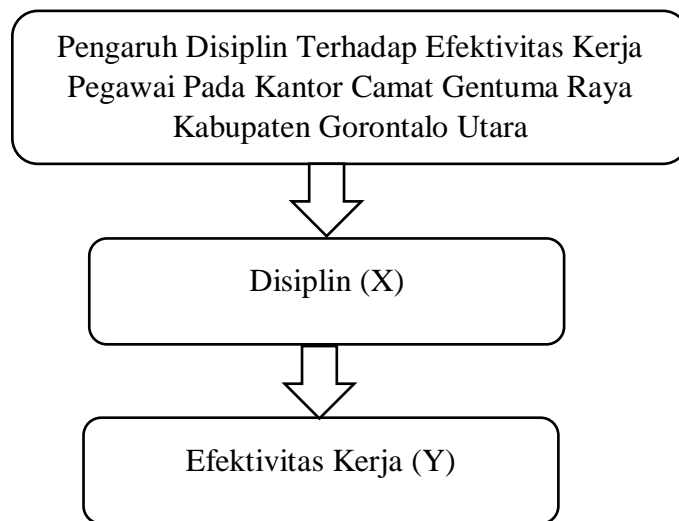 Pengaruh Disiplin Terhadap Efektivitas Kerja
Pegawai Pada Kantor Camat Gentuma Raya
Kabupaten Gorontalo Utara
Disiplin (X)
Efektivitas Kerja (Y)